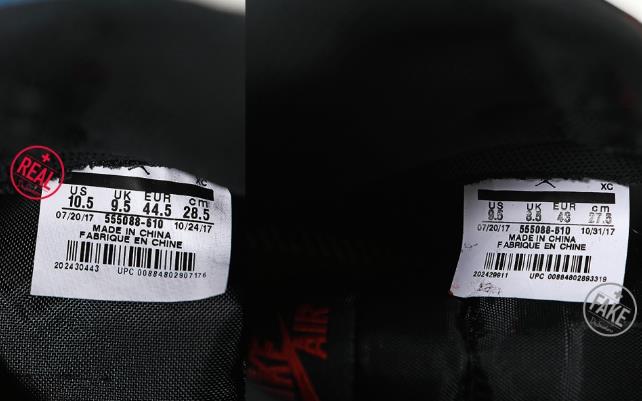 REAL
XC
US UK EUR cm
10.5 9.5 44.5 28.5
07/20/17 555088-610 10/24/17
MADE IN CHINA
FABRIQUE EN CHINE
202430443
UPC 00884802907176
XC
US UK EUR cm
9.5 8.5 43 27.5
07/20/17 555088-610 10/31/17
MADE IN CHINA
FABRIQUE EN CHINE
202429911
UPC 00884802893319
FAKE
NIKE AIR